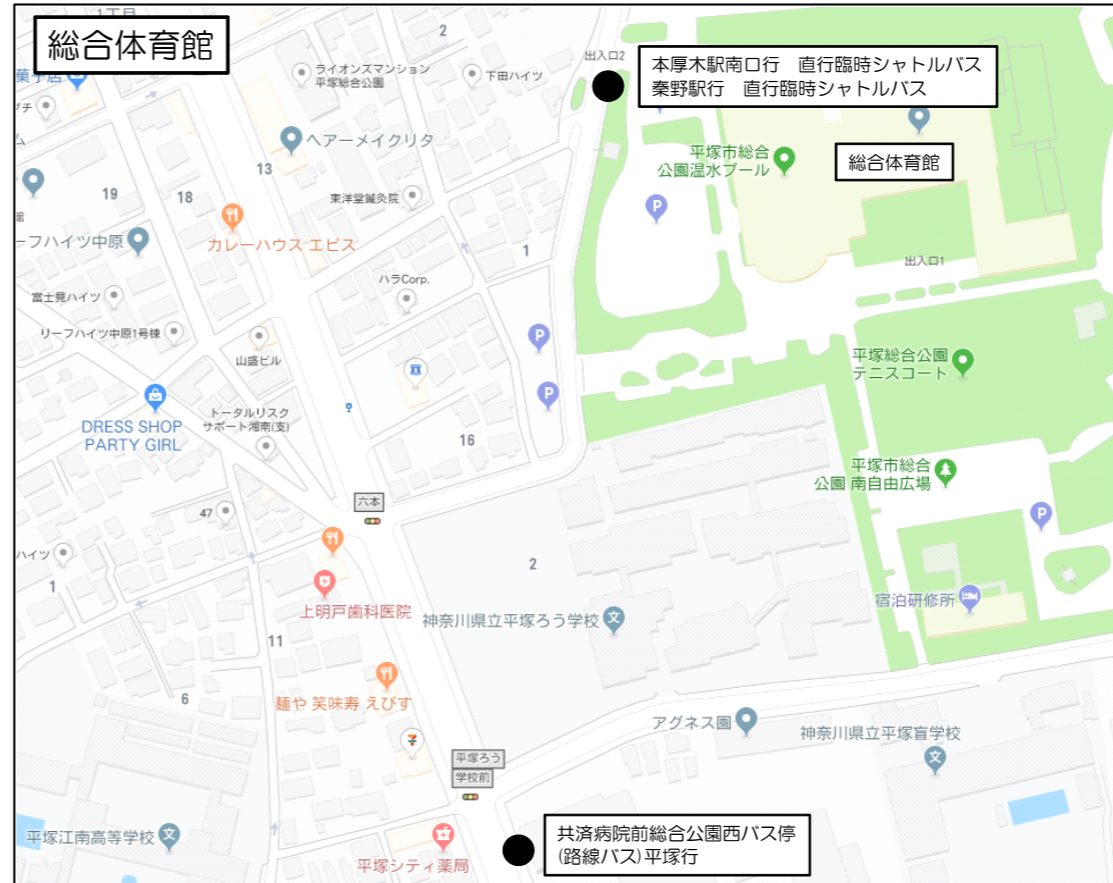 1丁目
総合体育館
2
出入口2
本厚木駅南口行　直行臨時シャトルバス
秦野駅行　直行臨時シャトルバス
菓子店
ライオンズマンション
平塚総合公園
下田ハイツ
ヘアーメイクリタ
平塚市総合
公園温水プール
総合体育館
13
19
18
東洋堂鍼灸院
P
カレーハウス エビス
ーフハイツ中原
1
出入口1
ハラCorp.
富士見ハイツ
リーフハイツ中原1号棟
山盛ビル
P
平塚総合公園
テニスコート
P
DRESS SHOP
PARTY GIRL
トータルリスク
サポート湘南(支)
16
平塚市総合
公園 南自由広場
六本
47
P
ハイツ
2
1
上明戸歯科医院
神奈川県立平塚ろう学校
文
宿泊研修所
11
6
麺や 笑味寿 えびす
アグネス園
神奈川県立平塚盲学校
文
7
平塚ろう
学校前
平塚江南高等学校
文
平塚シティ薬局
共済病院前総合公園西バス停
(路線バス)平塚行